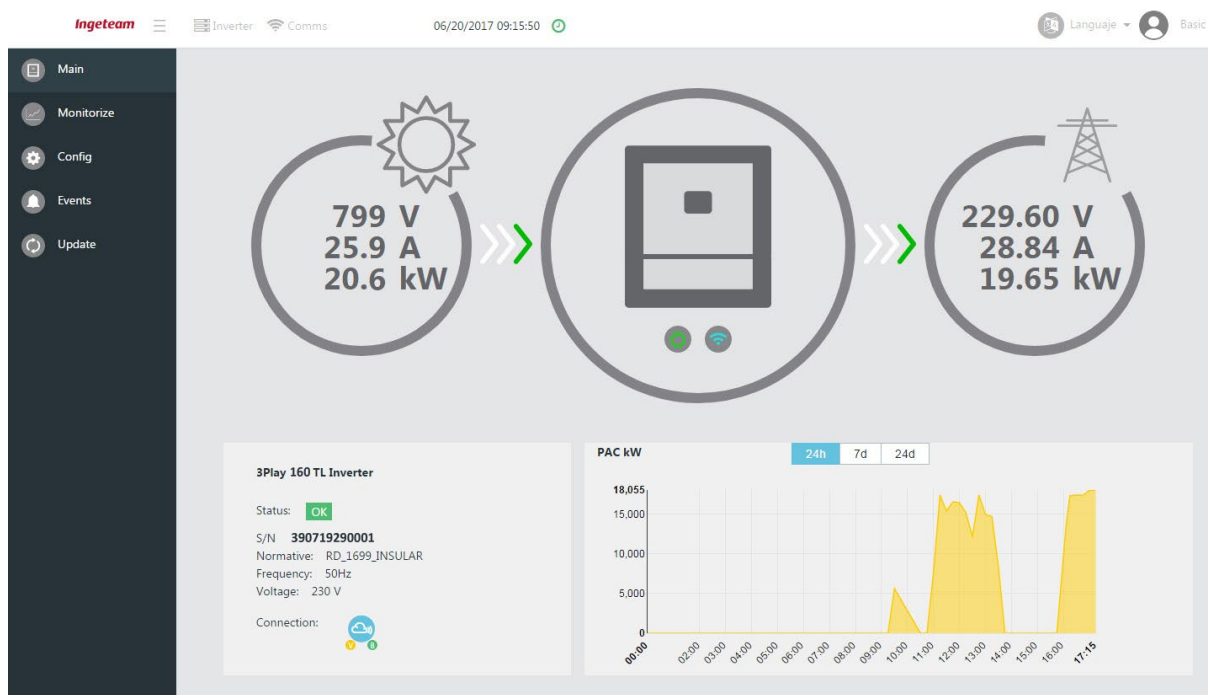 Ingeteam
Inverter Comms
06/20/2017 09:15:50
Languaje
Basic
Main
Monitorize
Config
Events
Update
799 V
25.9 A
20.6 kW
229.60 V
28.84 A
19.65 kW
3Play 160 TL Inverter
Status: OK
S/N 390719290001
Normative: RD_1699_INSULAR
Frequency: 50Hz
Voltage: 230 V
Connection:
PAC kW
24h 7d 24d
18,055
15,000
10,000
5,000
0
00:00 02:00 03:00 04:00 05:00 06:00 07:00 08:00 09:00 10:00 11:00 12:00 13:00 14:00 15:00 16:00 17:15